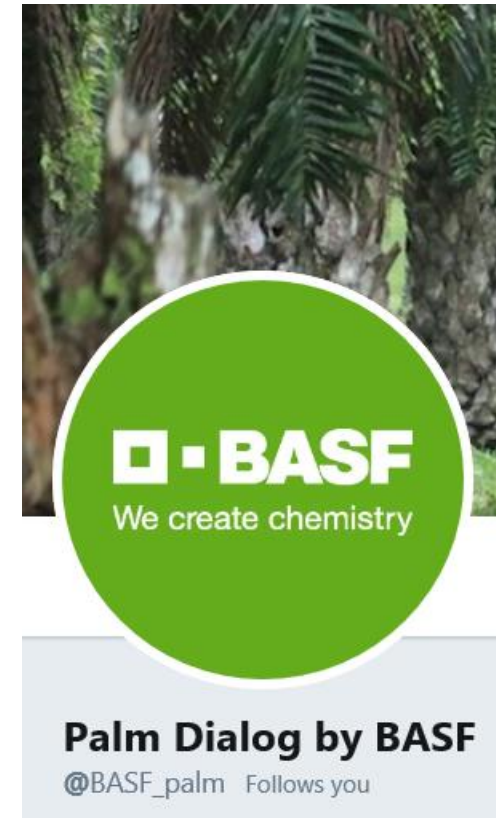 BASF
We create chemistry
Palm Dialog by BASF
@BASF_palm Follows you